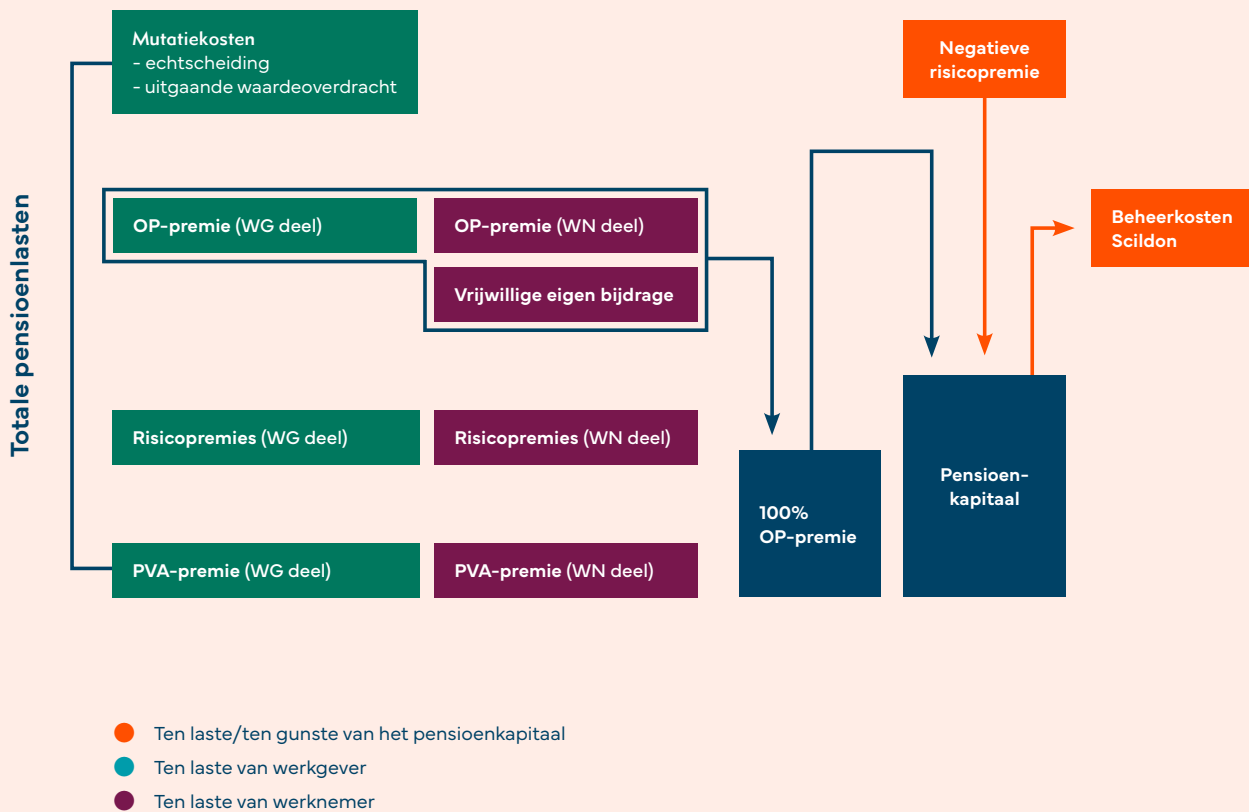 Totale pensioenlasten
Mutatiekosten
- echtscheiding
- uitgaande waardeoverdracht
Negatieve
risicopremie
OP-premie (WG deel)
OP-premie (WN deel)
Vrijwillige eigen bijdrage
Beheerkosten
Scildon
Risicopremies (WG deel)
Risicopremies (WN deel)
PVA-premie (WG deel)
PVA-premie (WN deel)
100%
OP-premie
Pensioen-
kapitaal
Ten laste/ten gunste van het pensioenkapitaal
Ten laste van werkgever
Ten laste van werknemer